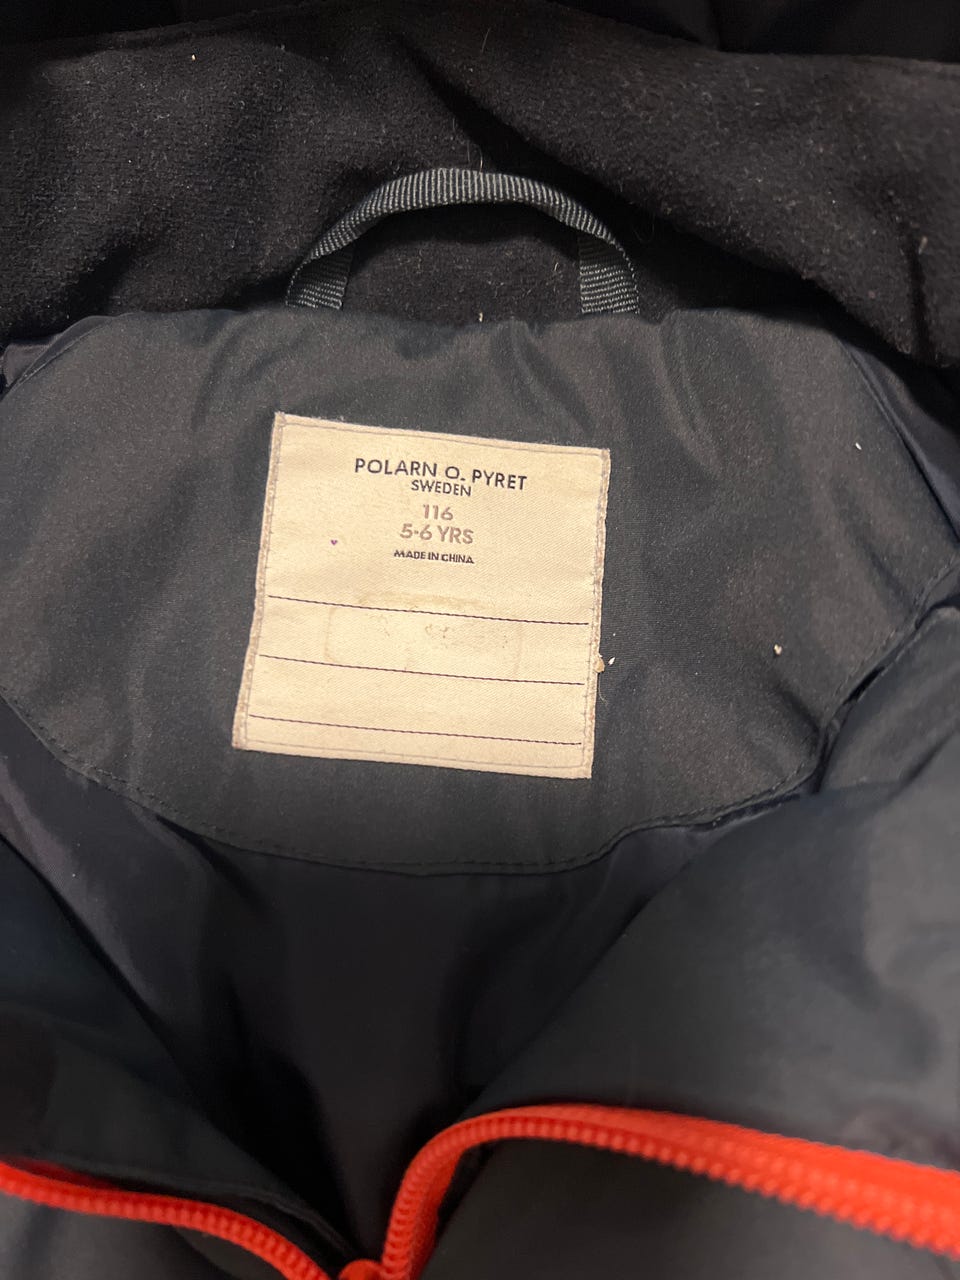 POLARN O. PYRET
SWEDEN
116
5-6 YRS
MADE IN CHINA